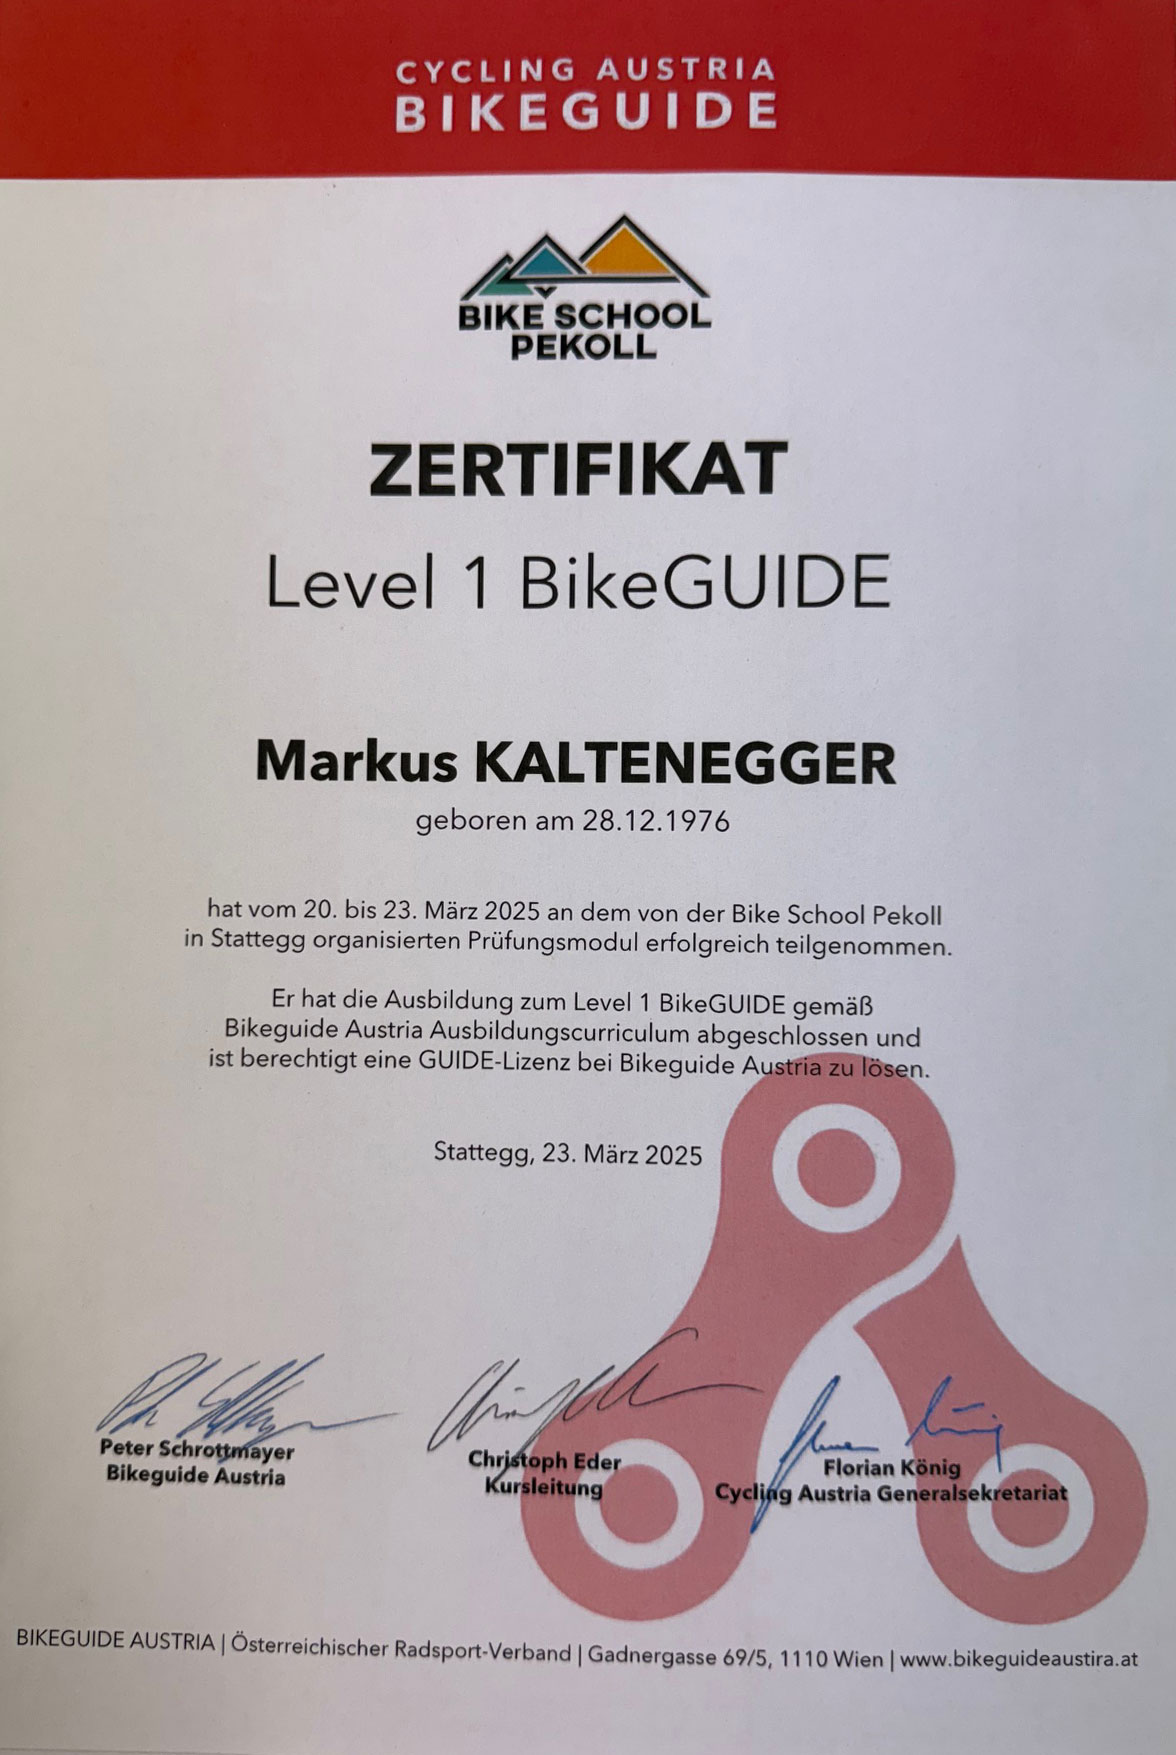 CYCLING AUSTRIA
BIKEGUIDE
BIKE SCHOOL
PEKOLL
ZERTIFIKAT
Level 1 BikeGUIDE
Markus KALTENEGGER
geboren am 28.12.1976
hat vom 20. bis 23. März 2025 an dem von der Bike School Pekoll
in Stattegg organisierten Prüfungsmodul erfolgreich teilgenommen.
Er hat die Ausbildung zum Level 1 BikeGUIDE gemäß
Bikeguide Austria Ausbildungscurriculum abgeschlossen und
ist berechtigt eine GUIDE-Lizenz bei Bikeguide Austria zu lösen.
Stattegg, 23. März 2025
Peter Schrottmayer
Bikeguide Austria
Christoph Eder
Kursleitung
Florian König
Cycling Austria Generalsekretariat
BIKEGUIDE AUSTRIA | Österreichischer Radsport-Verband | Gadnergasse 69/5, 1110 Wien | www.bikeguideaustira.at